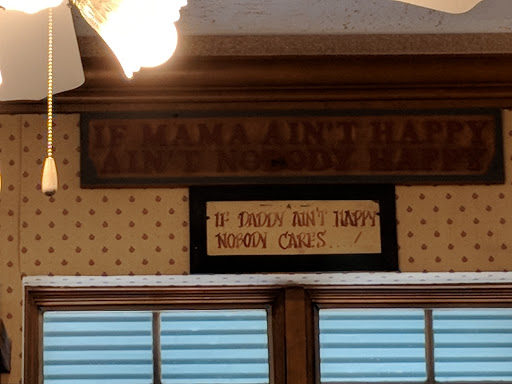 IF MAMA AIN'T HAPPY
AIN'T NOBODY HAPPY
IF DADDY AIN'T HAPPY
NOBODY CARES...